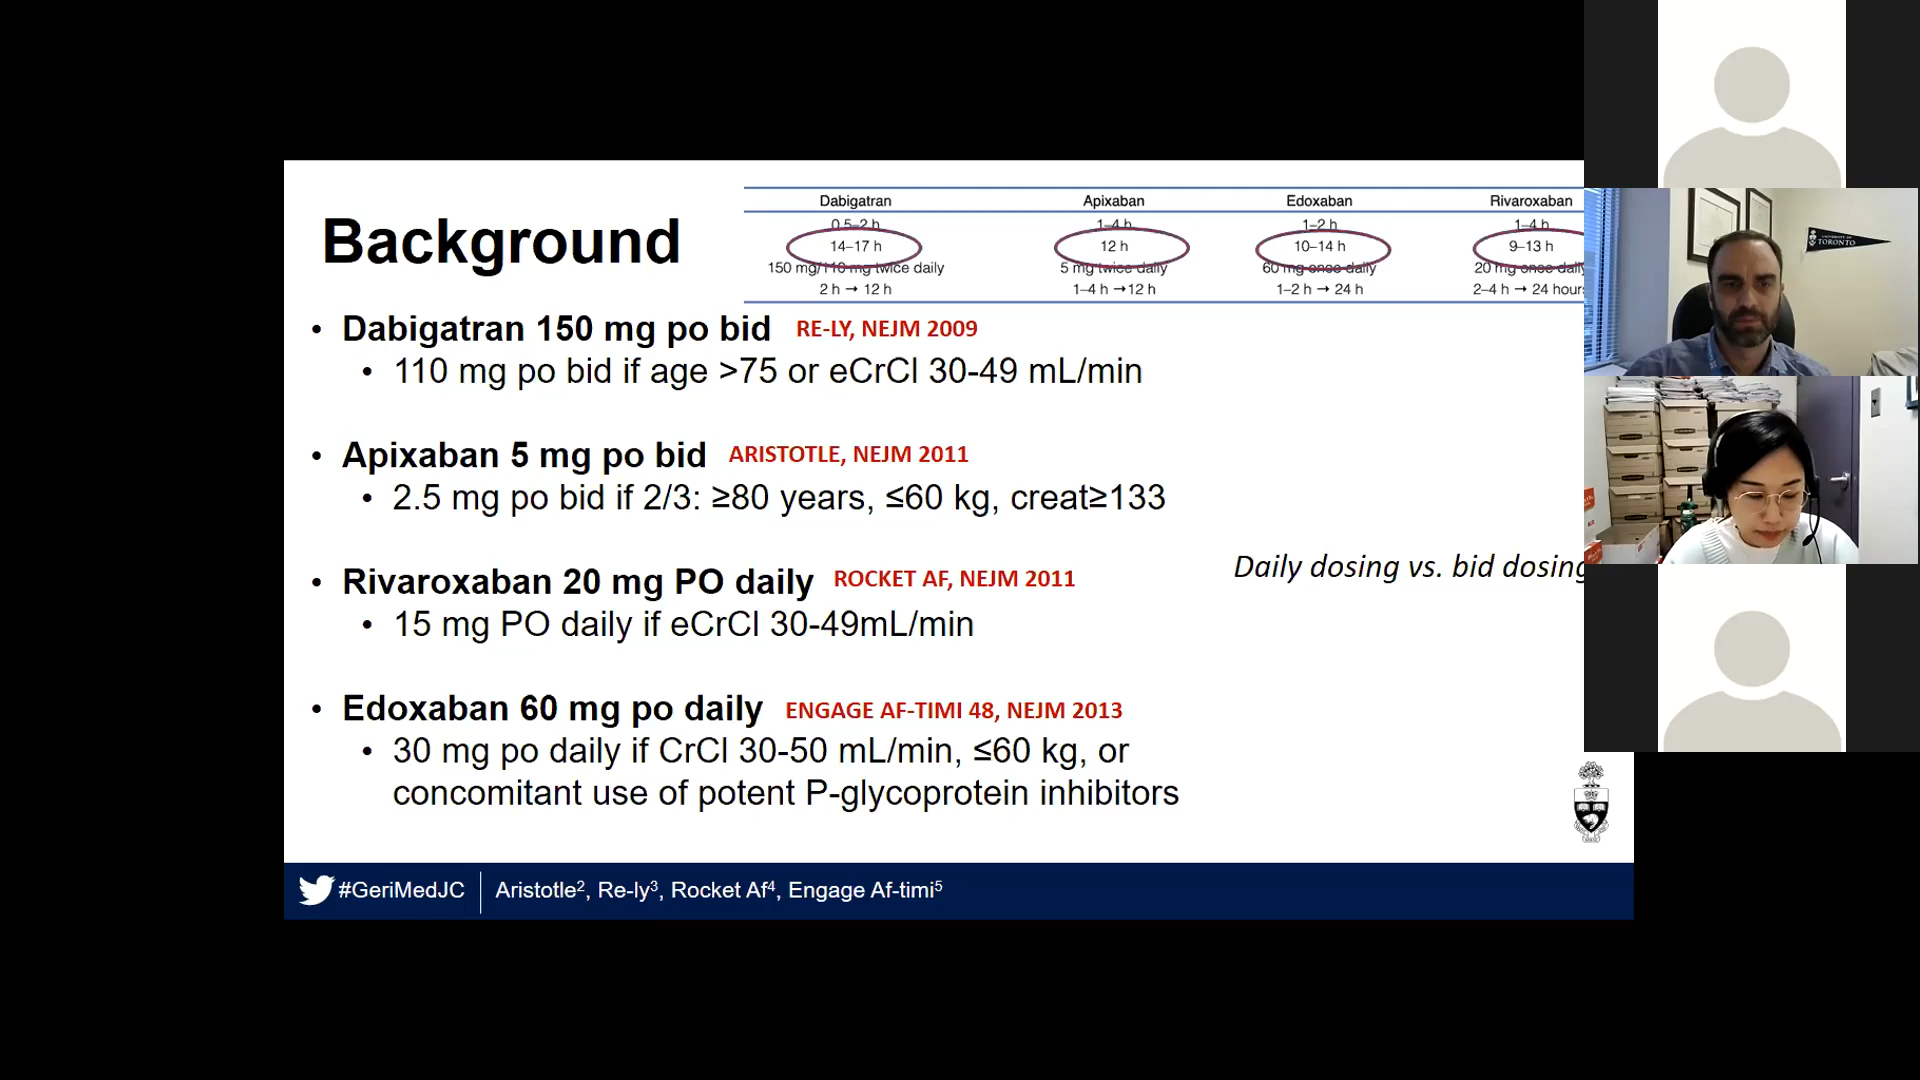 Background
Dabigatran Apixaban Edoxaban Rivaroxaban
0.5–2 h 1–4 h 1–2 h 1–4 h
14–17 h 12 h 10–14 h 9–13 h
150 mg/110 mg twice daily 5 mg twice daily 60 mg once daily 20 mg once daily
2 h → 12 h 1–4 h →12 h 1–2 h → 24 h 2–4 h → 24 hours
• Dabigatran 150 mg po bid RE-LY, NEJM 2009
• 110 mg po bid if age >75 or eCrCl 30-49 mL/min
• Apixaban 5 mg po bid ARISTOTLE, NEJM 2011
• 2.5 mg po bid if 2/3: ≥80 years, ≤60 kg, creat≥133
Daily dosing vs. bid dosing
• Rivaroxaban 20 mg PO daily ROCKET AF, NEJM 2011
• 15 mg PO daily if eCrCl 30-49mL/min
• Edoxaban 60 mg po daily ENGAGE AF-TIMI 48, NEJM 2013
• 30 mg po daily if CrCl 30-50 mL/min, ≤60 kg, or
concomitant use of potent P-glycoprotein inhibitors
#GeriMedJC Aristotle², Re-ly³, Rocket Af⁴, Engage Af-timi⁵
UNIVERSITY OF
TORONTO